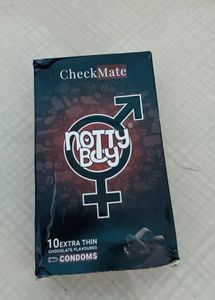 CheckMate
NOTTY
BOY®
10 EXTRA THIN
CHOCOLATE FLAVOURED
CONDOMS